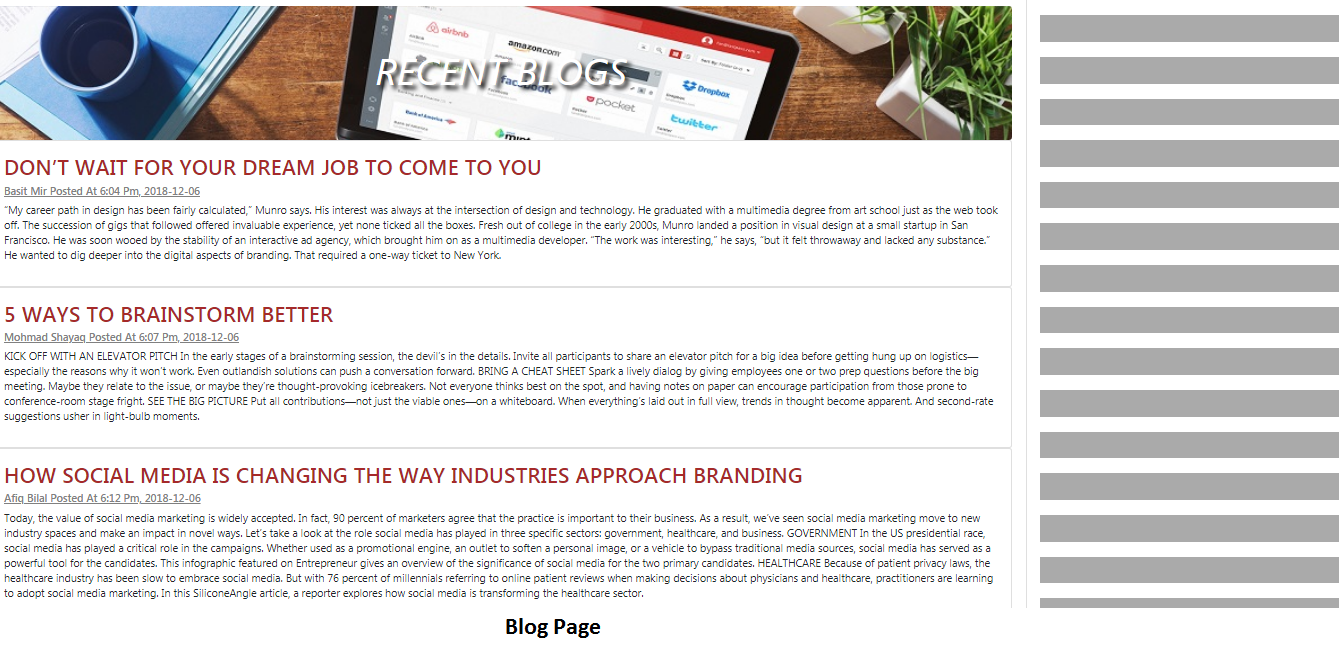 airbnb
amazon.com
RECENT BLOGS
facebook
Dropbox
pocket
Bank of America
twitter
mint
DON’T WAIT FOR YOUR DREAM JOB TO COME TO YOU
Basit Mir Posted At 6:04 Pm, 2018-12-06
“My career path in design has been fairly calculated,” Munro says. His interest was always at the intersection of design and technology. He graduated with a multimedia degree from art school just as the web took
off. The succession of gigs that followed offered invaluable experience, yet none ticked all the boxes. Fresh out of college in the early 2000s, Munro landed a position in visual design at a small startup in San
Francisco. He was soon wooed by the stability of an interactive ad agency, which brought him on as a multimedia developer. “The work was interesting,” he says, “but it felt throwaway and lacked any substance.”
He wanted to dig deeper into the digital aspects of branding. That required a one-way ticket to New York.
5 WAYS TO BRAINSTORM BETTER
Mohmad Shayaq Posted At 6:07 Pm, 2018-12-06
KICK OFF WITH AN ELEVATOR PITCH In the early stages of a brainstorming session, the devil’s in the details. Invite all participants to share an elevator pitch for a big idea before getting hung up on logistics—
especially the reasons why it won’t work. Even outlandish solutions can push a conversation forward. BRING A CHEAT SHEET Spark a lively dialog by giving employees one or two prep questions before the big
meeting. Maybe they relate to the issue, or maybe they’re thought-provoking icebreakers. Not everyone thinks best on the spot, and having notes on paper can encourage participation from those prone to
conference-room stage fright. SEE THE BIG PICTURE Put all contributions—not just the viable ones—on a whiteboard. When everything’s laid out in full view, trends in thought become apparent. And second-rate
suggestions usher in light-bulb moments.
HOW SOCIAL MEDIA IS CHANGING THE WAY INDUSTRIES APPROACH BRANDING
Afiq Bilal Posted At 6:12 Pm, 2018-12-06
Today, the value of social media marketing is widely accepted. In fact, 90 percent of marketers agree that the practice is important to their business. As a result, we’ve seen social media marketing move to new
industry spaces and make an impact in novel ways. Let’s take a look at the role social media has played in three specific sectors: government, healthcare, and business. GOVERNMENT In the US presidential race,
social media has played a critical role in the campaigns. Whether used as a promotional engine, an outlet to soften a personal image, or a vehicle to bypass traditional media sources, social media has served as a
powerful tool for the candidates. This infographic featured on Entrepreneur gives an overview of the significance of social media for the two primary candidates. HEALTHCARE Because of patient privacy laws, the
healthcare industry has been slow to embrace social media. But with 76 percent of millennials referring to online patient reviews when making decisions about physicians and healthcare, practitioners are learning
to adopt social media marketing. In this SiliconeAngle article, a reporter explores how social media is transforming the healthcare sector.
Blog Page